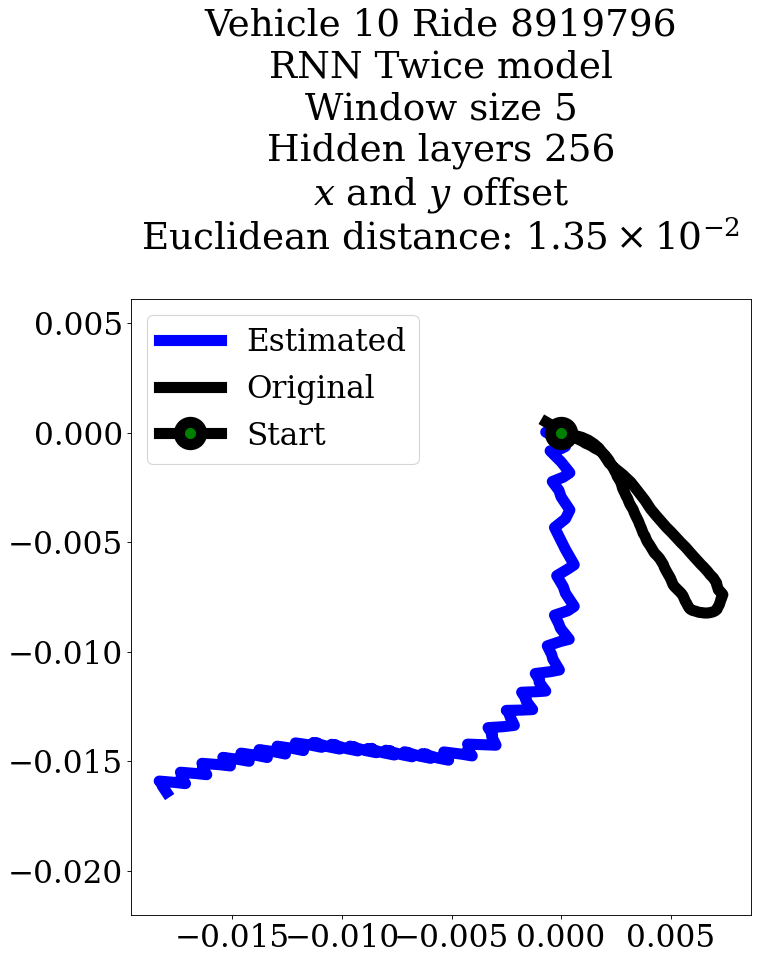 Vehicle 10 Ride 8919796
RNN Twice model
Window size 5
Hidden layers 256
x and y offset
Euclidean distance: 1.35 × 10⁻²
0.005
0.000
−0.005
−0.010
−0.015
−0.020
Estimated
Original
Start
−0.015 −0.010 −0.005 0.000 0.005